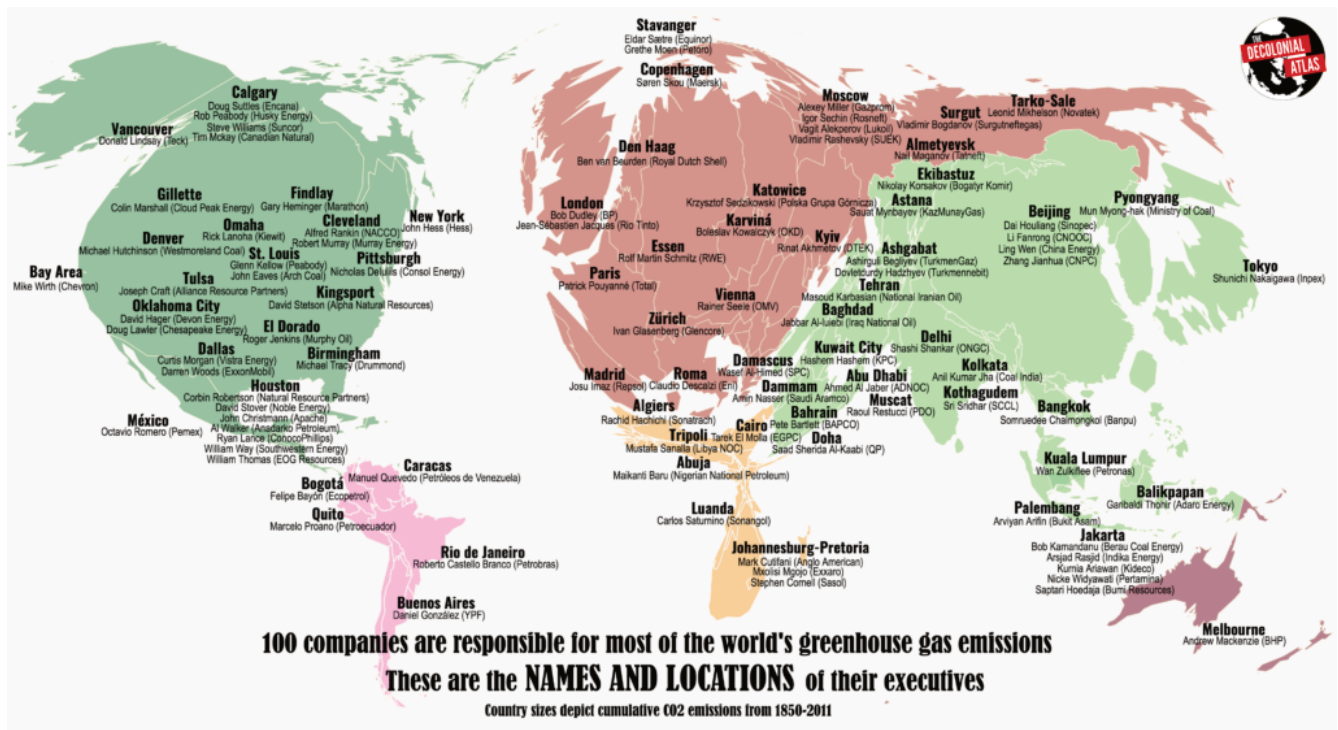 THE
DECOLONIAL
ATLAS
Stavanger
Eldar Sætre (Equinor)
Grethe Moen (Petoro)
Copenhagen
Søren Skou (Maersk)
Calgary
Doug Suttles (Encana)
Rob Peabody (Husky Energy)
Steve Williams (Suncor)
Tim Mckay (Canadian Natural)
Vancouver
Donald Lindsay (Teck)
Moscow
Alexey Miller (Gazprom)
Igor Sechin (Rosneft)
Vagit Alekperov (Lukoil)
Vladimir Rashevsky (SUEK)
Surgut
Vladimir Bogdanov (Surgutneftegas)
Tarko-Sale
Leonid Mikhelson (Novatek)
Almetyevsk
Nail Maganov (Tatneft)
Den Haag
Ben van Beurden (Royal Dutch Shell)
Ekibastuz
Nikolay Korsakov (Bogatyr Komir)
Gillette
Colin Marshall (Cloud Peak Energy)
Findlay
Gary Heminger (Marathon)
Omaha
Rick Lanoha (Kiewit)
Cleveland
Alfred Rankin (NACCO)
Robert Murray (Murray Energy)
New York
John Hess (Hess)
Denver
Michael Hutchinson (Westmoreland Coal)
St. Louis
Glenn Kellow (Peabody)
John Eaves (Arch Coal)
Pittsburgh
Nicholas DeIuliis (Consol Energy)
Bay Area
Mike Wirth (Chevron)
Tulsa
Joseph Craft (Alliance Resource Partners)
Kingsport
David Stetson (Alpha Natural Resources)
Oklahoma City
David Hager (Devon Energy)
Doug Lawler (Chesapeake Energy)
El Dorado
Roger Jenkins (Murphy Oil)
Dallas
Curtis Morgan (Vistra Energy)
Darren Woods (ExxonMobil)
Birmingham
Michael Tracy (Drummond)
Houston
Corbin Robertson (Natural Resource Partners)
David Stover (Noble Energy)
John Christmann (Apache)
Al Walker (Anadarko Petroleum)
Ryan Lance (ConocoPhillips)
William Way (Southwestern Energy)
William Thomas (EOG Resources)
México
Octavio Romero (Pemex)
London
Bob Dudley (BP)
Jean-Sébastien Jacques (Rio Tinto)
Katowice
Krzysztof Sedzikowski (Polska Grupa Górnicza)
Karviná
Boleslav Kowalczyk (OKD)
Kyiv
Rinat Akhmetov (DTEK)
Essen
Rolf Martin Schmitz (RWE)
Paris
Patrick Pouyanné (Total)
Vienna
Rainer Seele (OMV)
Zürich
Ivan Glasenberg (Glencore)
Madrid
Josu Imaz (Repsol)
Roma
Claudio Descalzi (Eni)
Astana
Sauat Mynbayev (KazMunayGas)
Beijing
Dai Houliang (Sinopec)
Li Fanrong (CNOOC)
Ling Wen (China Energy)
Zhang Jianhua (CNPC)
Pyongyang
Mun Myong-hak (Ministry of Coal)
Tokyo
Shunichi Nakaigawa (Inpex)
Ashgabat
Ashirguli Begliyev (TurkmenGaz)
Dovletdurdy Hadzhyev (Turkmennebit)
Tehran
Masoud Karbasian (National Iranian Oil)
Baghdad
Jabbar Al-luiebi (Iraq National Oil)
Kuwait City
Hashem Hashem (KPC)
Delhi
Shashi Shankar (ONGC)
Damascus
Wasef Al-Himed (SPC)
Abu Dhabi
Ahmed Al Jaber (ADNOC)
Kolkata
Anil Kumar Jha (Coal India)
Dammam
Amin Nasser (Saudi Aramco)
Muscat
Raoul Restucci (PDO)
Kothagudem
Sri Sridhar (SCCL)
Bahrain
Pete Bartlett (BAPCO)
Doha
Saad Sherida Al-Kaabi (QP)
Bangkok
Somruedee Chaimongkol (Banpu)
Algiers
Rachid Hachichi (Sonatrach)
Cairo
Tarek El Molla (EGPC)
Tripoli
Mustafa Sanalla (Libya NOC)
Abuja
Maikanti Baru (Nigerian National Petroleum)
Luanda
Carlos Saturnino (Sonangol)
Johannesburg-Pretoria
Mark Cutifani (Anglo American)
Mxolisi Mgojo (Exxaro)
Stephen Cornell (Sasol)
Kuala Lumpur
Wan Zulkiflee (Petronas)
Balikpapan
Garibaldi Thohir (Adaro Energy)
Palembang
Arviyan Arifin (Bukit Asam)
Jakarta
Bob Kamandanu (Berau Coal Energy)
Arsjad Rasjid (Indika Energy)
Kurnia Ariawan (Kideco)
Nicke Widyawati (Pertamina)
Saptari Hoedaja (Bumi Resources)
Melbourne
Andrew Mackenzie (BHP)
Caracas
Manuel Quevedo (Petróleos de Venezuela)
Bogotá
Felipe Bayón (Ecopetrol)
Quito
Marcelo Proano (Petroecuador)
Rio de Janeiro
Roberto Castello Branco (Petrobras)
Buenos Aires
Daniel González (YPF)
100 companies are responsible for most of the world's greenhouse gas emissions
These are the NAMES AND LOCATIONS of their executives
Country sizes depict cumulative CO2 emissions from 1850-2011